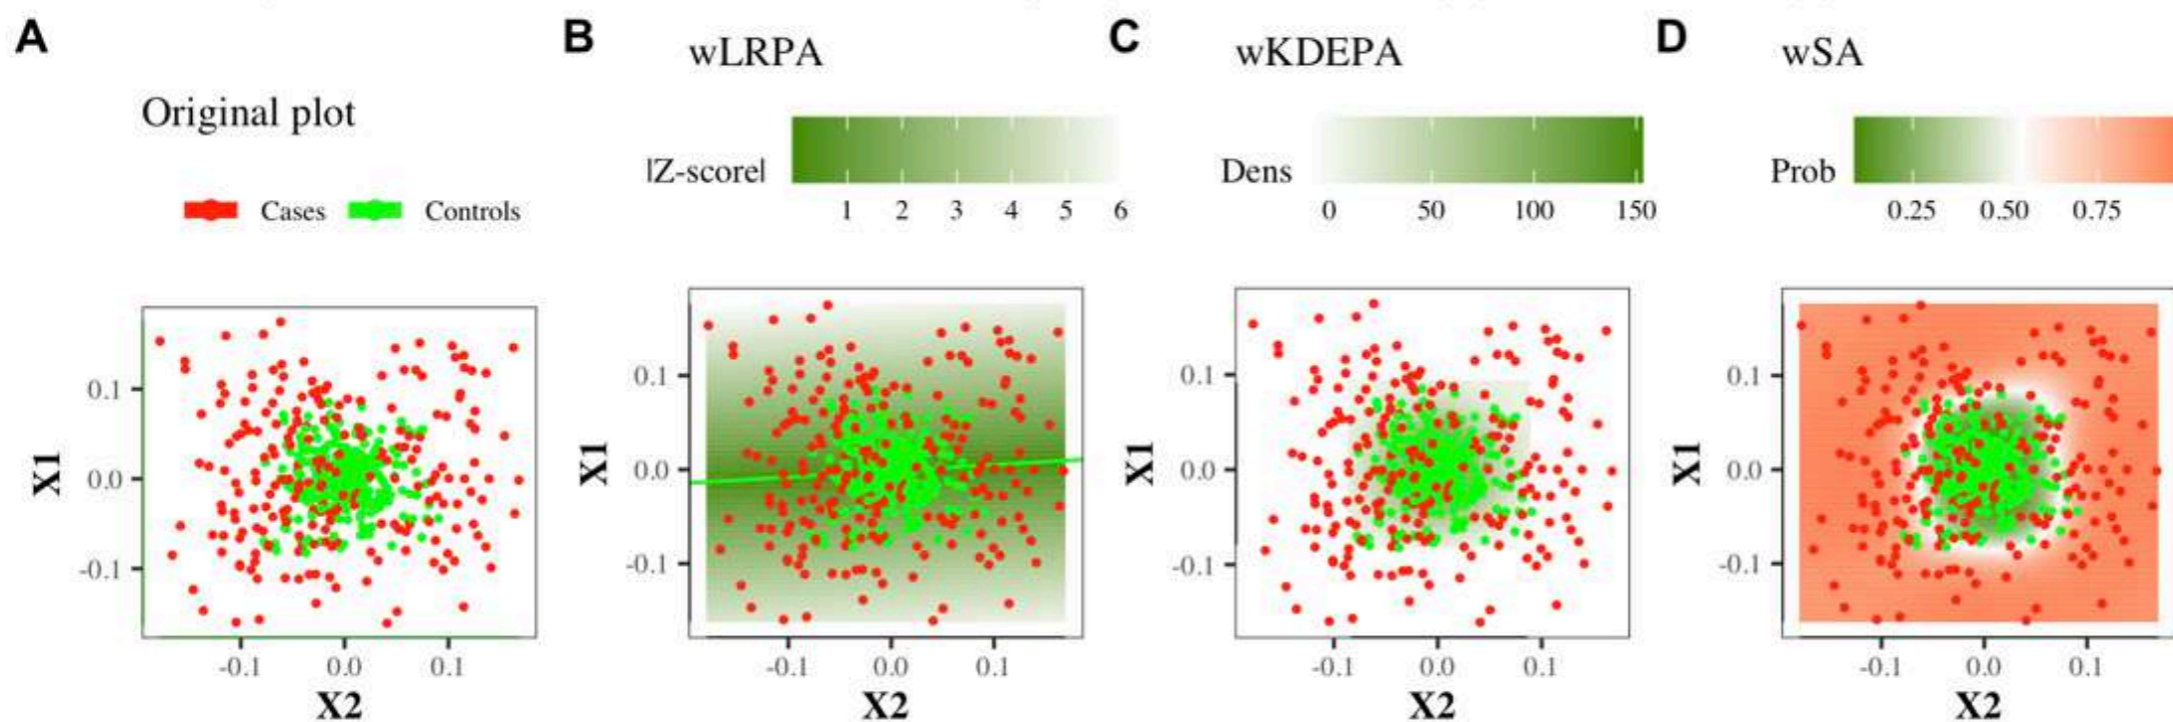 A
Original plot
Cases Controls
X1
0.1
0.0
-0.1
-0.1 0.0 0.1
X2
B
wLRPA
|Z-score|
1 2 3 4 5 6
X1
0.1
0.0
-0.1
-0.1 0.0 0.1
X2
C
wKDEPA
Dens
0 50 100 150
X1
0.1
0.0
-0.1
-0.1 0.0 0.1
X2
D
wSA
Prob
0.25 0.50 0.75
X1
0.1
0.0
-0.1
-0.1 0.0 0.1
X2